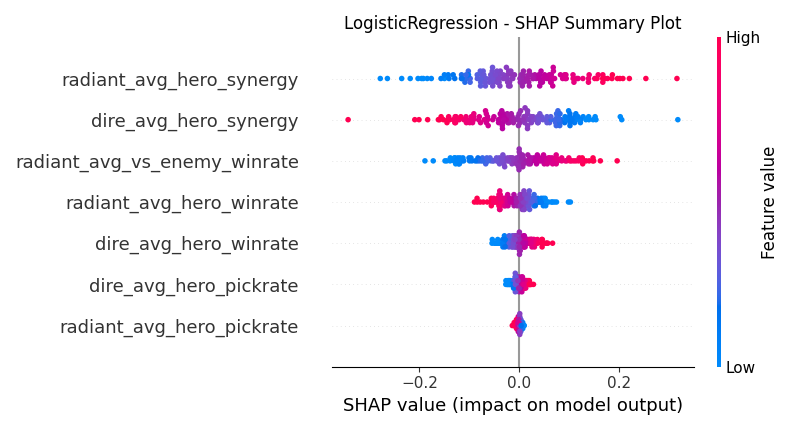 LogisticRegression - SHAP Summary Plot
High
radiant_avg_hero_synergy
dire_avg_hero_synergy
radiant_avg_vs_enemy_winrate
radiant_avg_hero_winrate
dire_avg_hero_winrate
dire_avg_hero_pickrate
radiant_avg_hero_pickrate
Feature value
Low
−0.2 0.0 0.2
SHAP value (impact on model output)